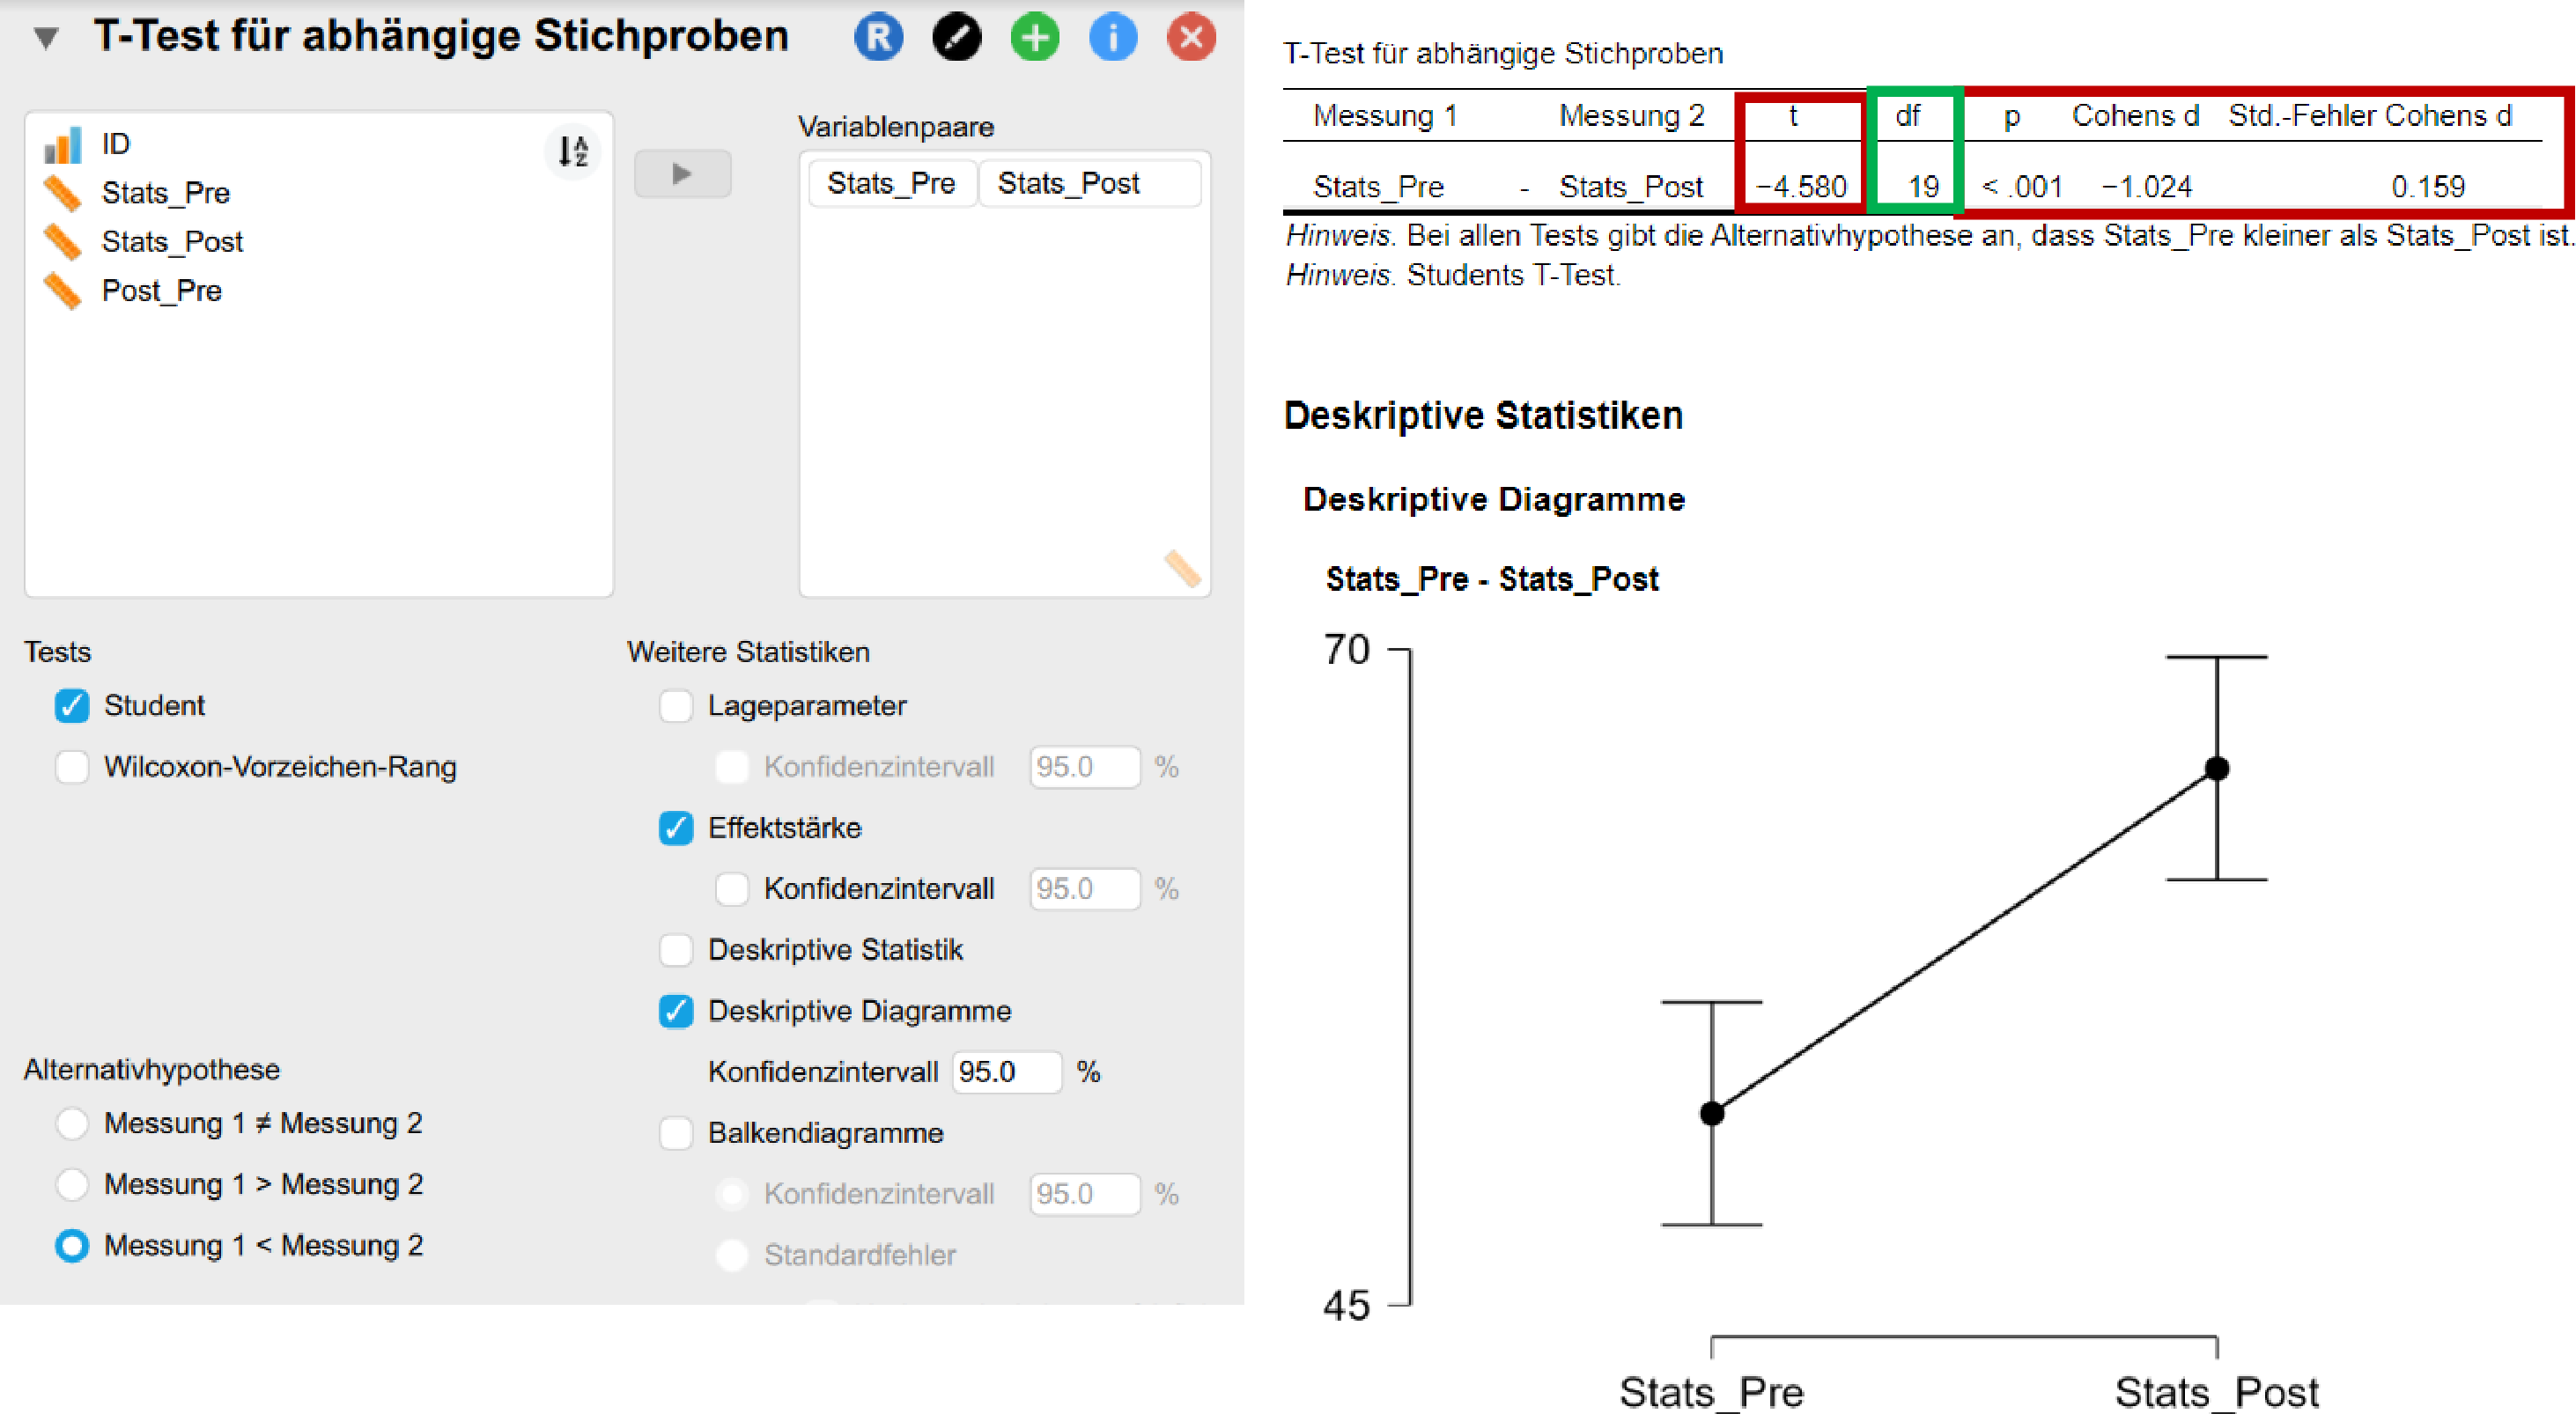 T-Test für abhängige Stichproben
R
i
ID
A
Z
Stats_Pre
Stats_Post
Post_Pre
Variablenpaare
Stats_Pre Stats_Post
Tests
Student
Wilcoxon-Vorzeichen-Rang
Alternativhypothese
Messung 1 ≠ Messung 2
Messung 1 > Messung 2
Messung 1 < Messung 2
Weitere Statistiken
Lageparameter
Konfidenzintervall 95.0 %
Effektstärke
Konfidenzintervall 95.0 %
Deskriptive Statistik
Deskriptive Diagramme
Konfidenzintervall 95.0 %
Balkendiagramme
Konfidenzintervall 95.0 %
Standardfehler
T-Test für abhängige Stichproben
Messung 1 Messung 2 t df p Cohens d Std.-Fehler Cohens d
Stats_Pre - Stats_Post −4.580 19 < .001 −1.024 0.159
Hinweis. Bei allen Tests gibt die Alternativhypothese an, dass Stats_Pre kleiner als Stats_Post ist.
Hinweis. Students T-Test.
Deskriptive Statistiken
Deskriptive Diagramme
Stats_Pre - Stats_Post
70
45
Stats_Pre Stats_Post